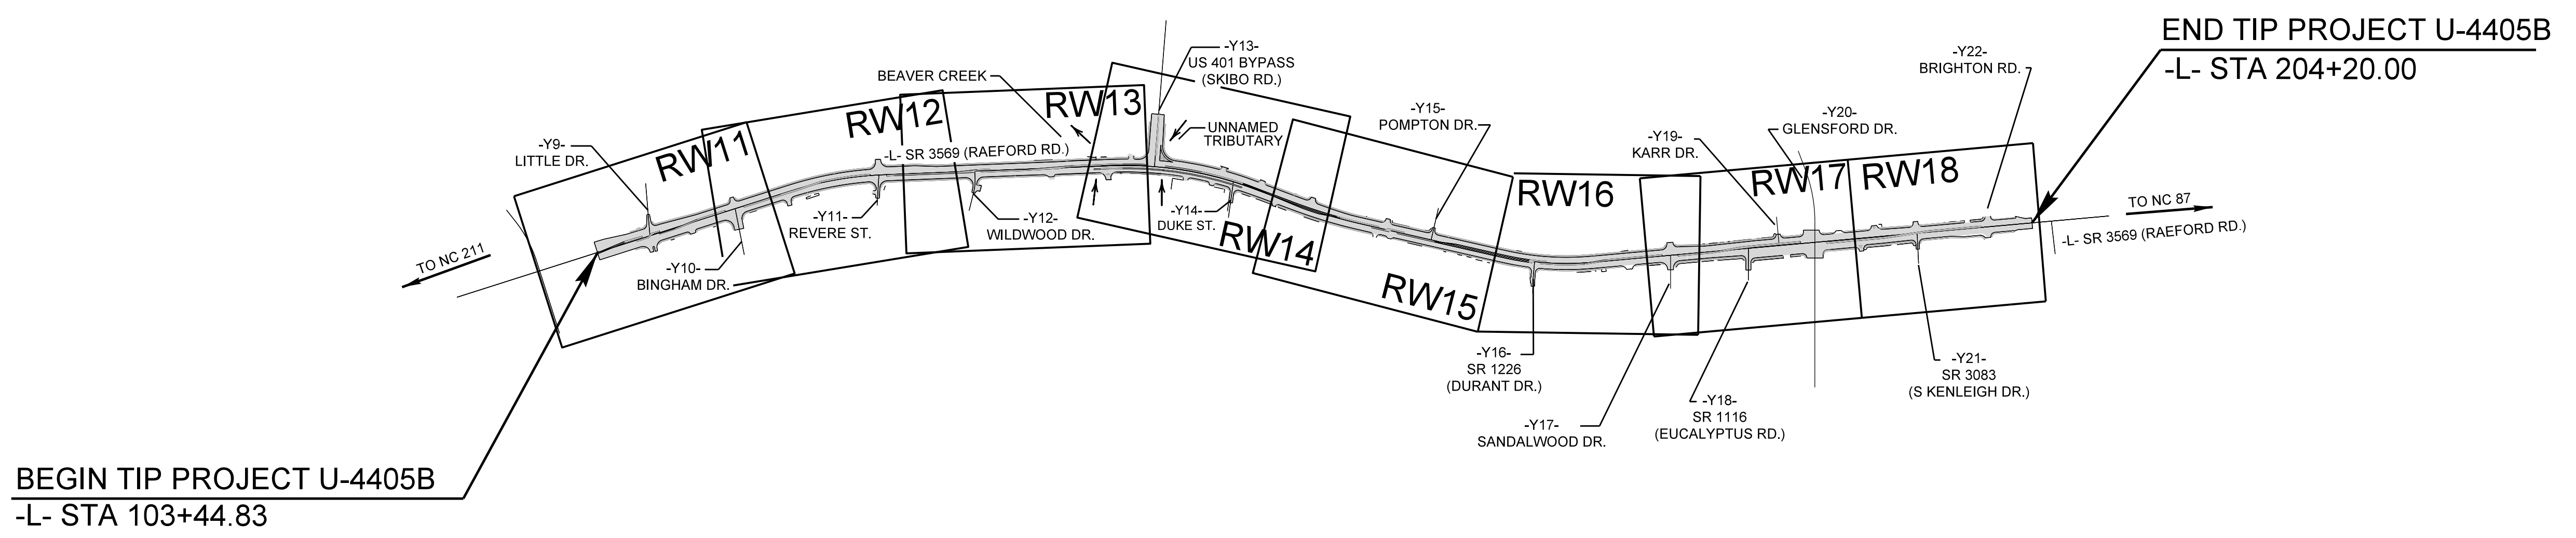 END TIP PROJECT U-4405B
-L- STA 204+20.00
-Y22-
BRIGHTON RD.
-Y13-
US 401 BYPASS
(SKIBO RD.)
BEAVER CREEK
RW13
RW12
-Y15-
POMPTON DR.
-Y20-
GLENSFORD DR.
UNNAMED
TRIBUTARY
-Y19-
KARR DR.
-Y9-
LITTLE DR.
RW11
-L- SR 3569 (RAEFORD RD.)
RW16
RW17
RW18
TO NC 87
-L- SR 3569 (RAEFORD RD.)
-Y11-
REVERE ST.
-Y12-
WILDWOOD DR.
-Y14-
DUKE ST.
RW14
TO NC 211
-Y10-
BINGHAM DR.
RW15
-Y16-
SR 1226
(DURANT DR.)
-Y21-
SR 3083
(S KENLEIGH DR.)
-Y18-
SR 1116
(EUCALYPTUS RD.)
-Y17-
SANDALWOOD DR.
BEGIN TIP PROJECT U-4405B
-L- STA 103+44.83